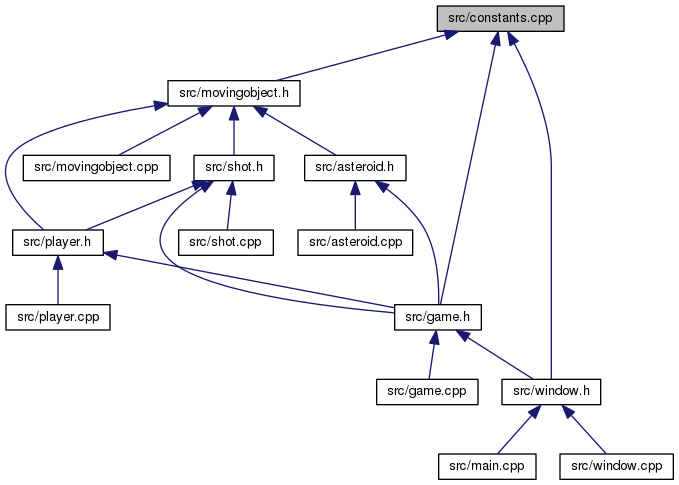 src/constants.cpp
src/movingobject.h
src/movingobject.cpp
src/shot.h
src/asteroid.h
src/player.h
src/shot.cpp
src/asteroid.cpp
src/player.cpp
src/game.h
src/game.cpp
src/window.h
src/main.cpp
src/window.cpp